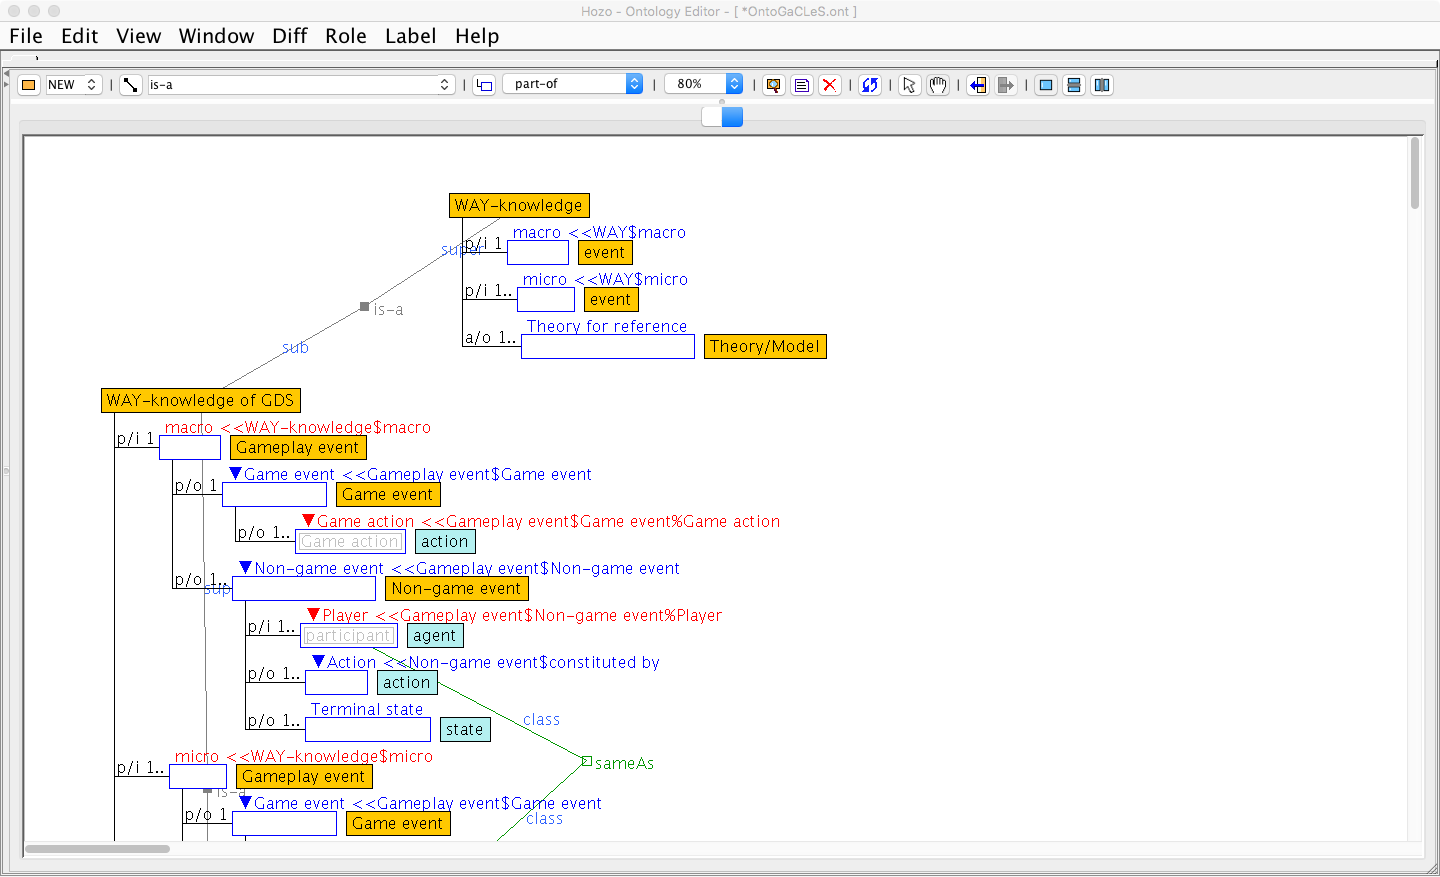 Hozo - Ontology Editor - [ *OntoGaCLeS.ont ]
File Edit View Window Diff Role Label Help
NEW is-a part-of 80%
WAY-knowledge
macro <<WAY$macro
super p/i 1 event
micro <<WAY$micro
p/i 1.. event
is-a
Theory for reference
a/o 1.. Theory/Model
sub
WAY-knowledge of GDS
macro <<WAY-knowledge$macro
p/i 1 Gameplay event
Game event <<Gameplay event$Game event
p/o 1 Game event
Game action <<Gameplay event$Game event%Game action
p/o 1.. Game action action
Non-game event <<Gameplay event$Non-game event
p/o 1.. sup Non-game event
Player <<Gameplay event$Non-game event%Player
p/i 1.. participant agent
Action <<Non-game event$constituted by
p/o 1.. action
Terminal state
p/o 1.. state
class
micro <<WAY-knowledge$micro
sameAs
p/i 1.. Gameplay event
is-a
Game event <<Gameplay event$Game event
p/o 1 Game event
class